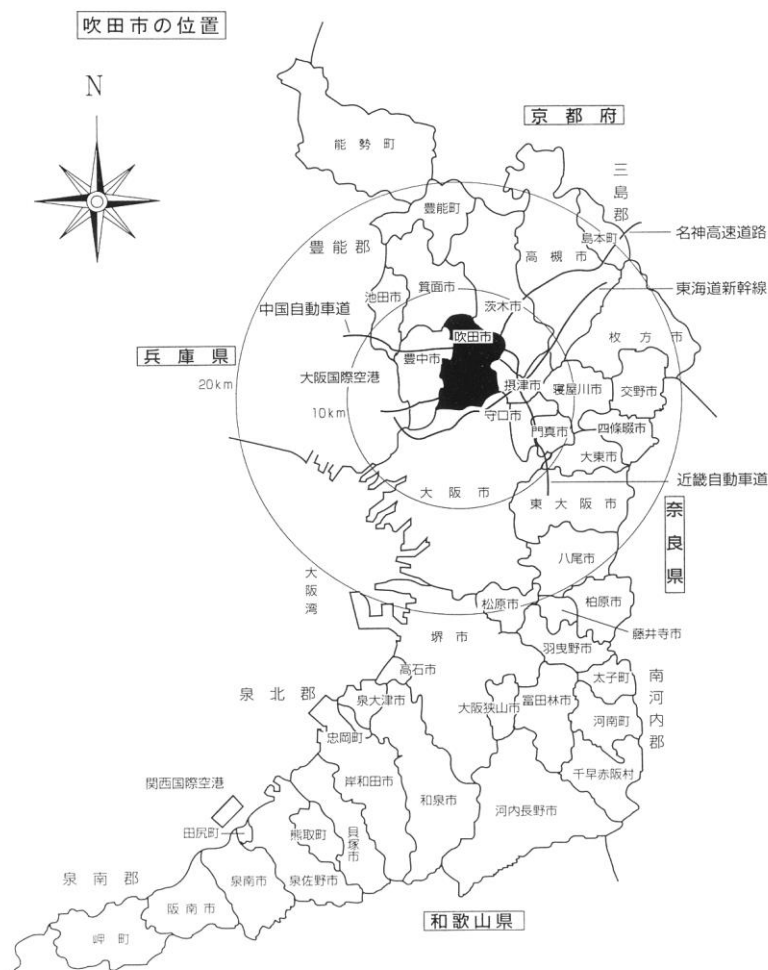 吹田市の位置
N
京都府
能勢町
三島郡
豊能町
島本町
名神高速道路
豊能郡
高槻市
箕面市
池田市
茨木市
東海道新幹線
中国自動車道
吹田市
枚方市
兵庫県
豊中市
20km
大阪国際空港
摂津市
寝屋川市
交野市
10km
守口市
門真市
四條畷市
大東市
近畿自動車道
大阪市
東大阪市
奈良県
八尾市
大阪湾
松原市
柏原市
藤井寺市
堺市
羽曳野市
高石市
太子町
南河内郡
泉北郡
泉大津市
大阪狭山市
富田林市
河南町
忠岡町
千早赤阪村
関西国際空港
岸和田市
和泉市
河内長野市
田尻町
熊取町
貝塚市
泉南郡
泉南市
泉佐野市
阪南市
岬町
和歌山県